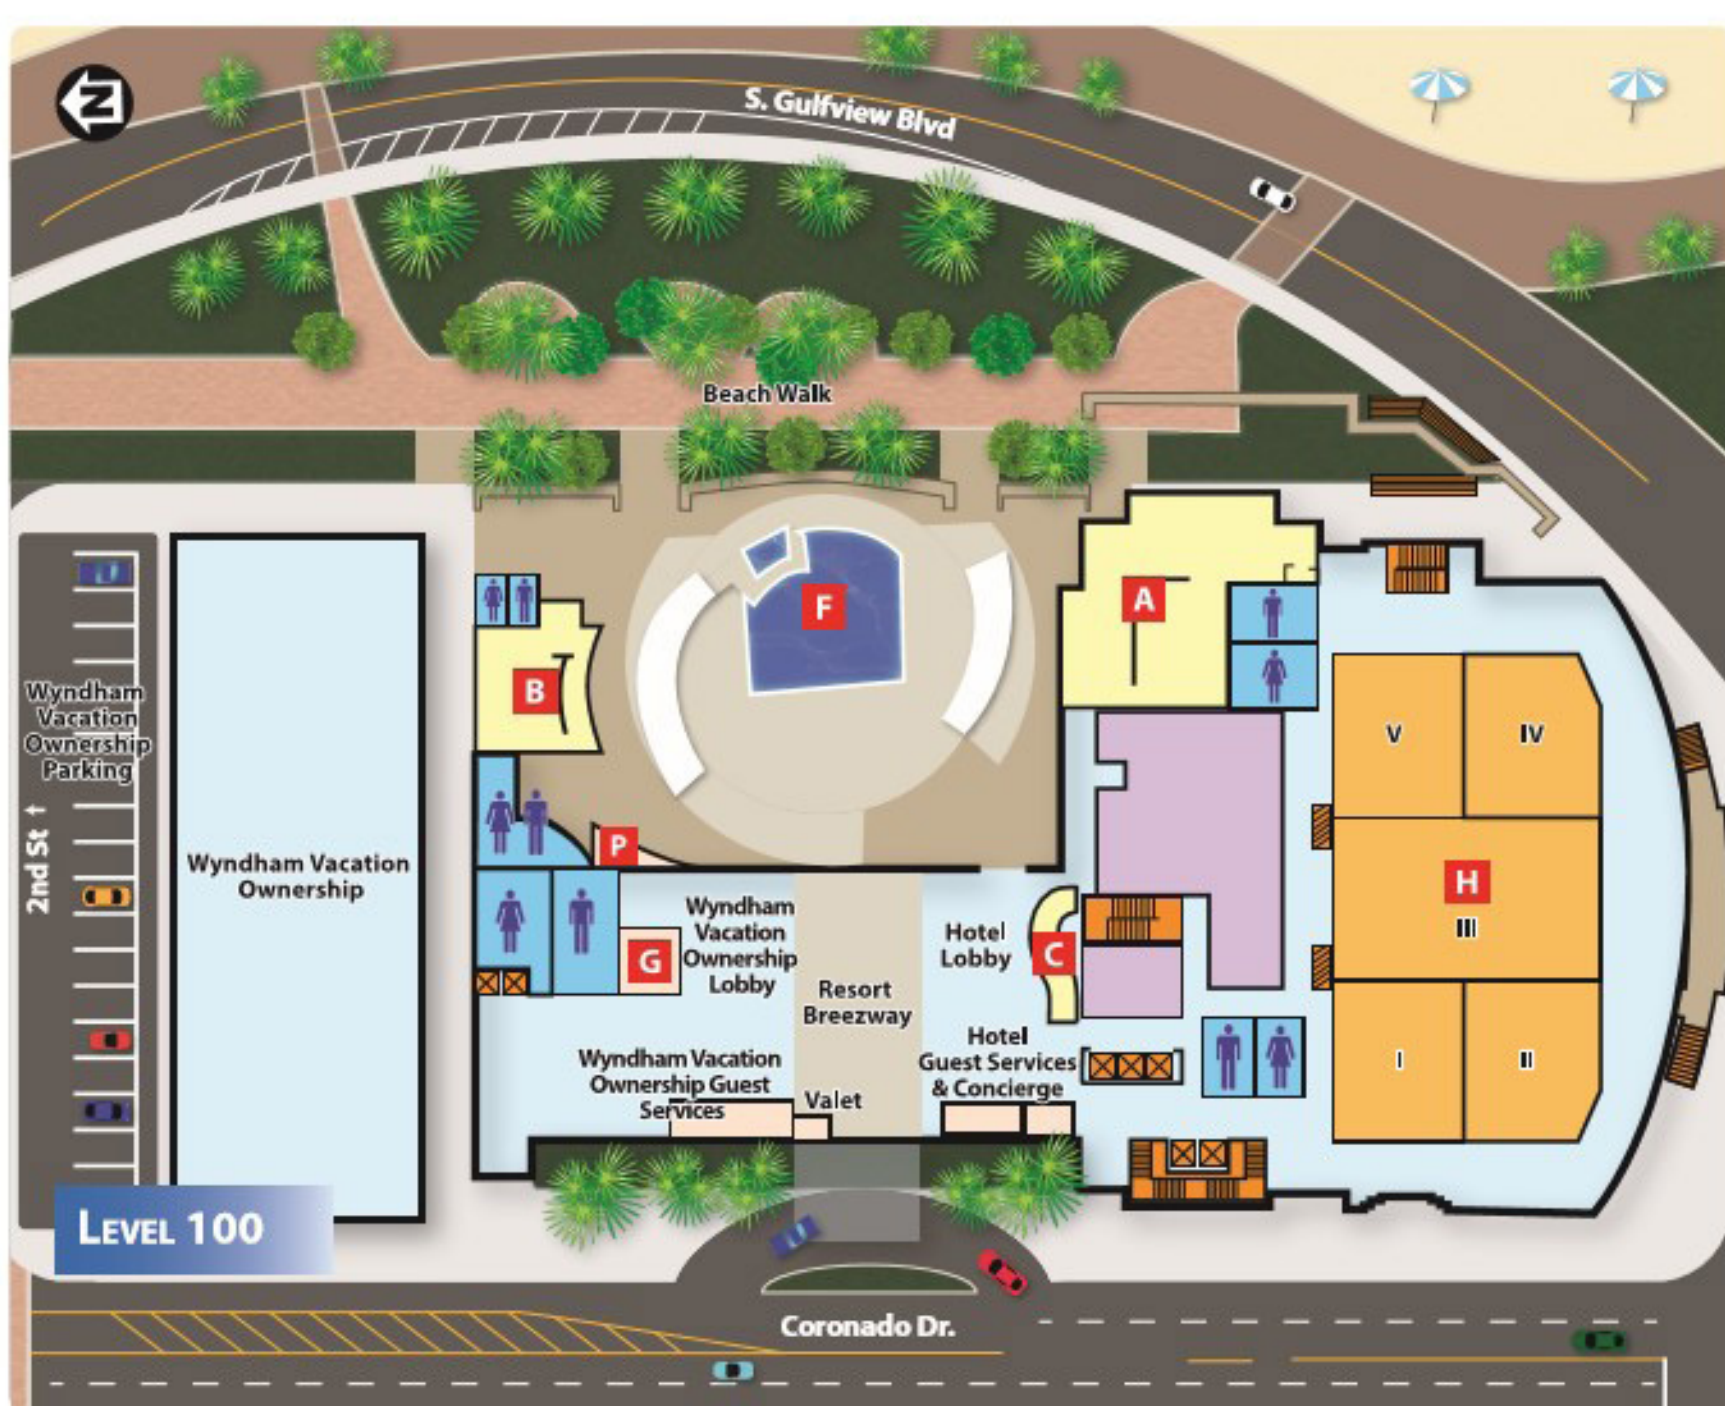 N
S. Gulfview Blvd
Beach Walk
A
F
B
Wyndham
Vacation
Ownership
Parking
2nd St ↑
Wyndham Vacation
Ownership
P
G
Wyndham
Vacation
Ownership
Lobby
Resort
Breezway
Hotel
Lobby
C
V
IV
H
III
I
II
Wyndham Vacation
Ownership Guest
Services
Valet
Hotel
Guest Services
& Concierge
LEVEL 100
Coronado Dr.